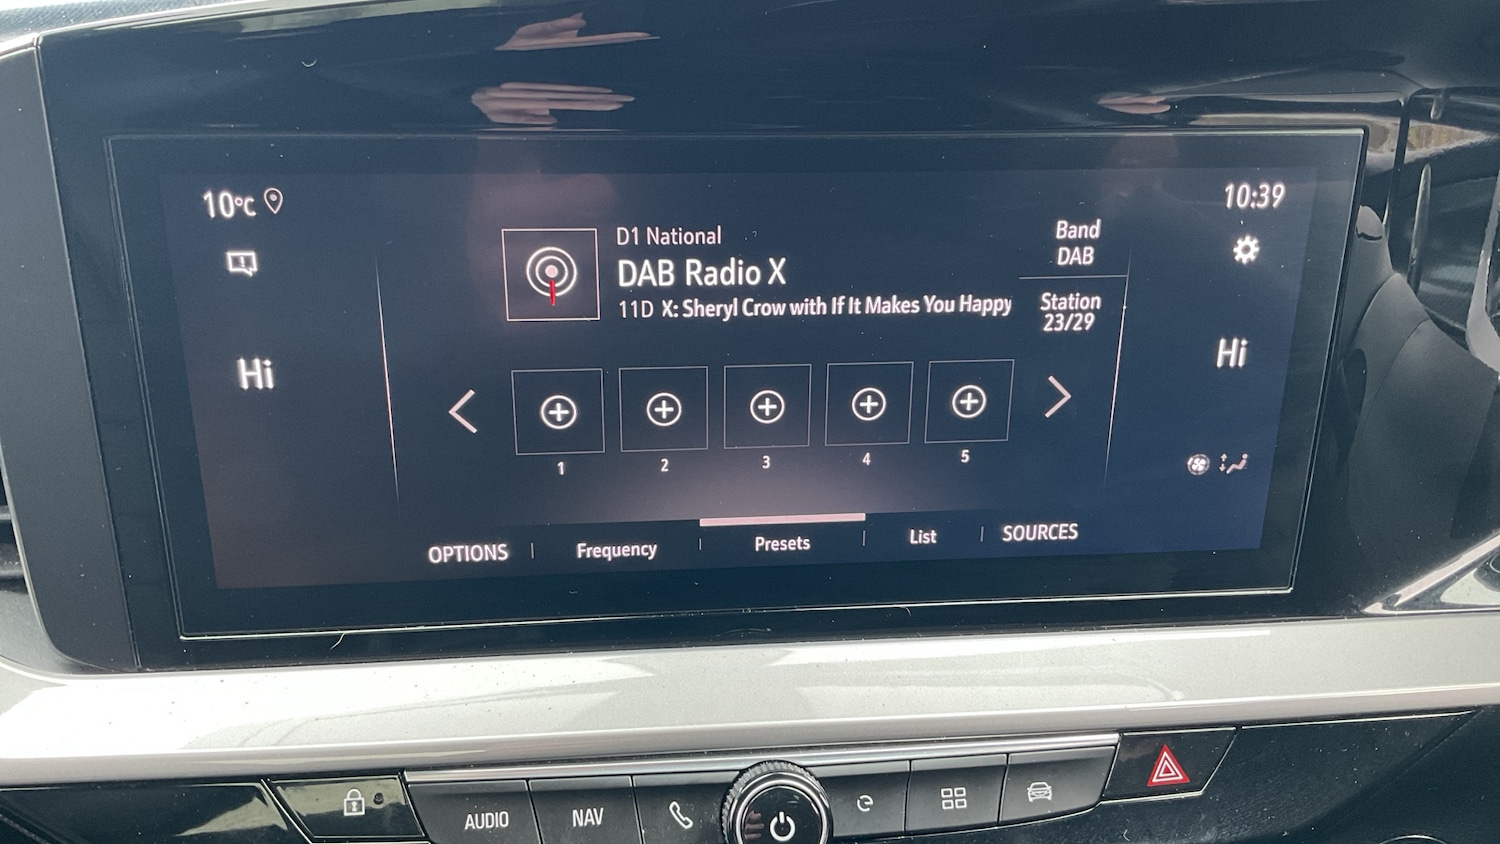 10°C
10:39
D1 National
DAB Radio X
11D X: Sheryl Crow with If It Makes You Happy
Band
DAB
Station
23/29
Hi
Hi
1 2 3 4 5
OPTIONS Frequency Presets List SOURCES
AUDIO NAV